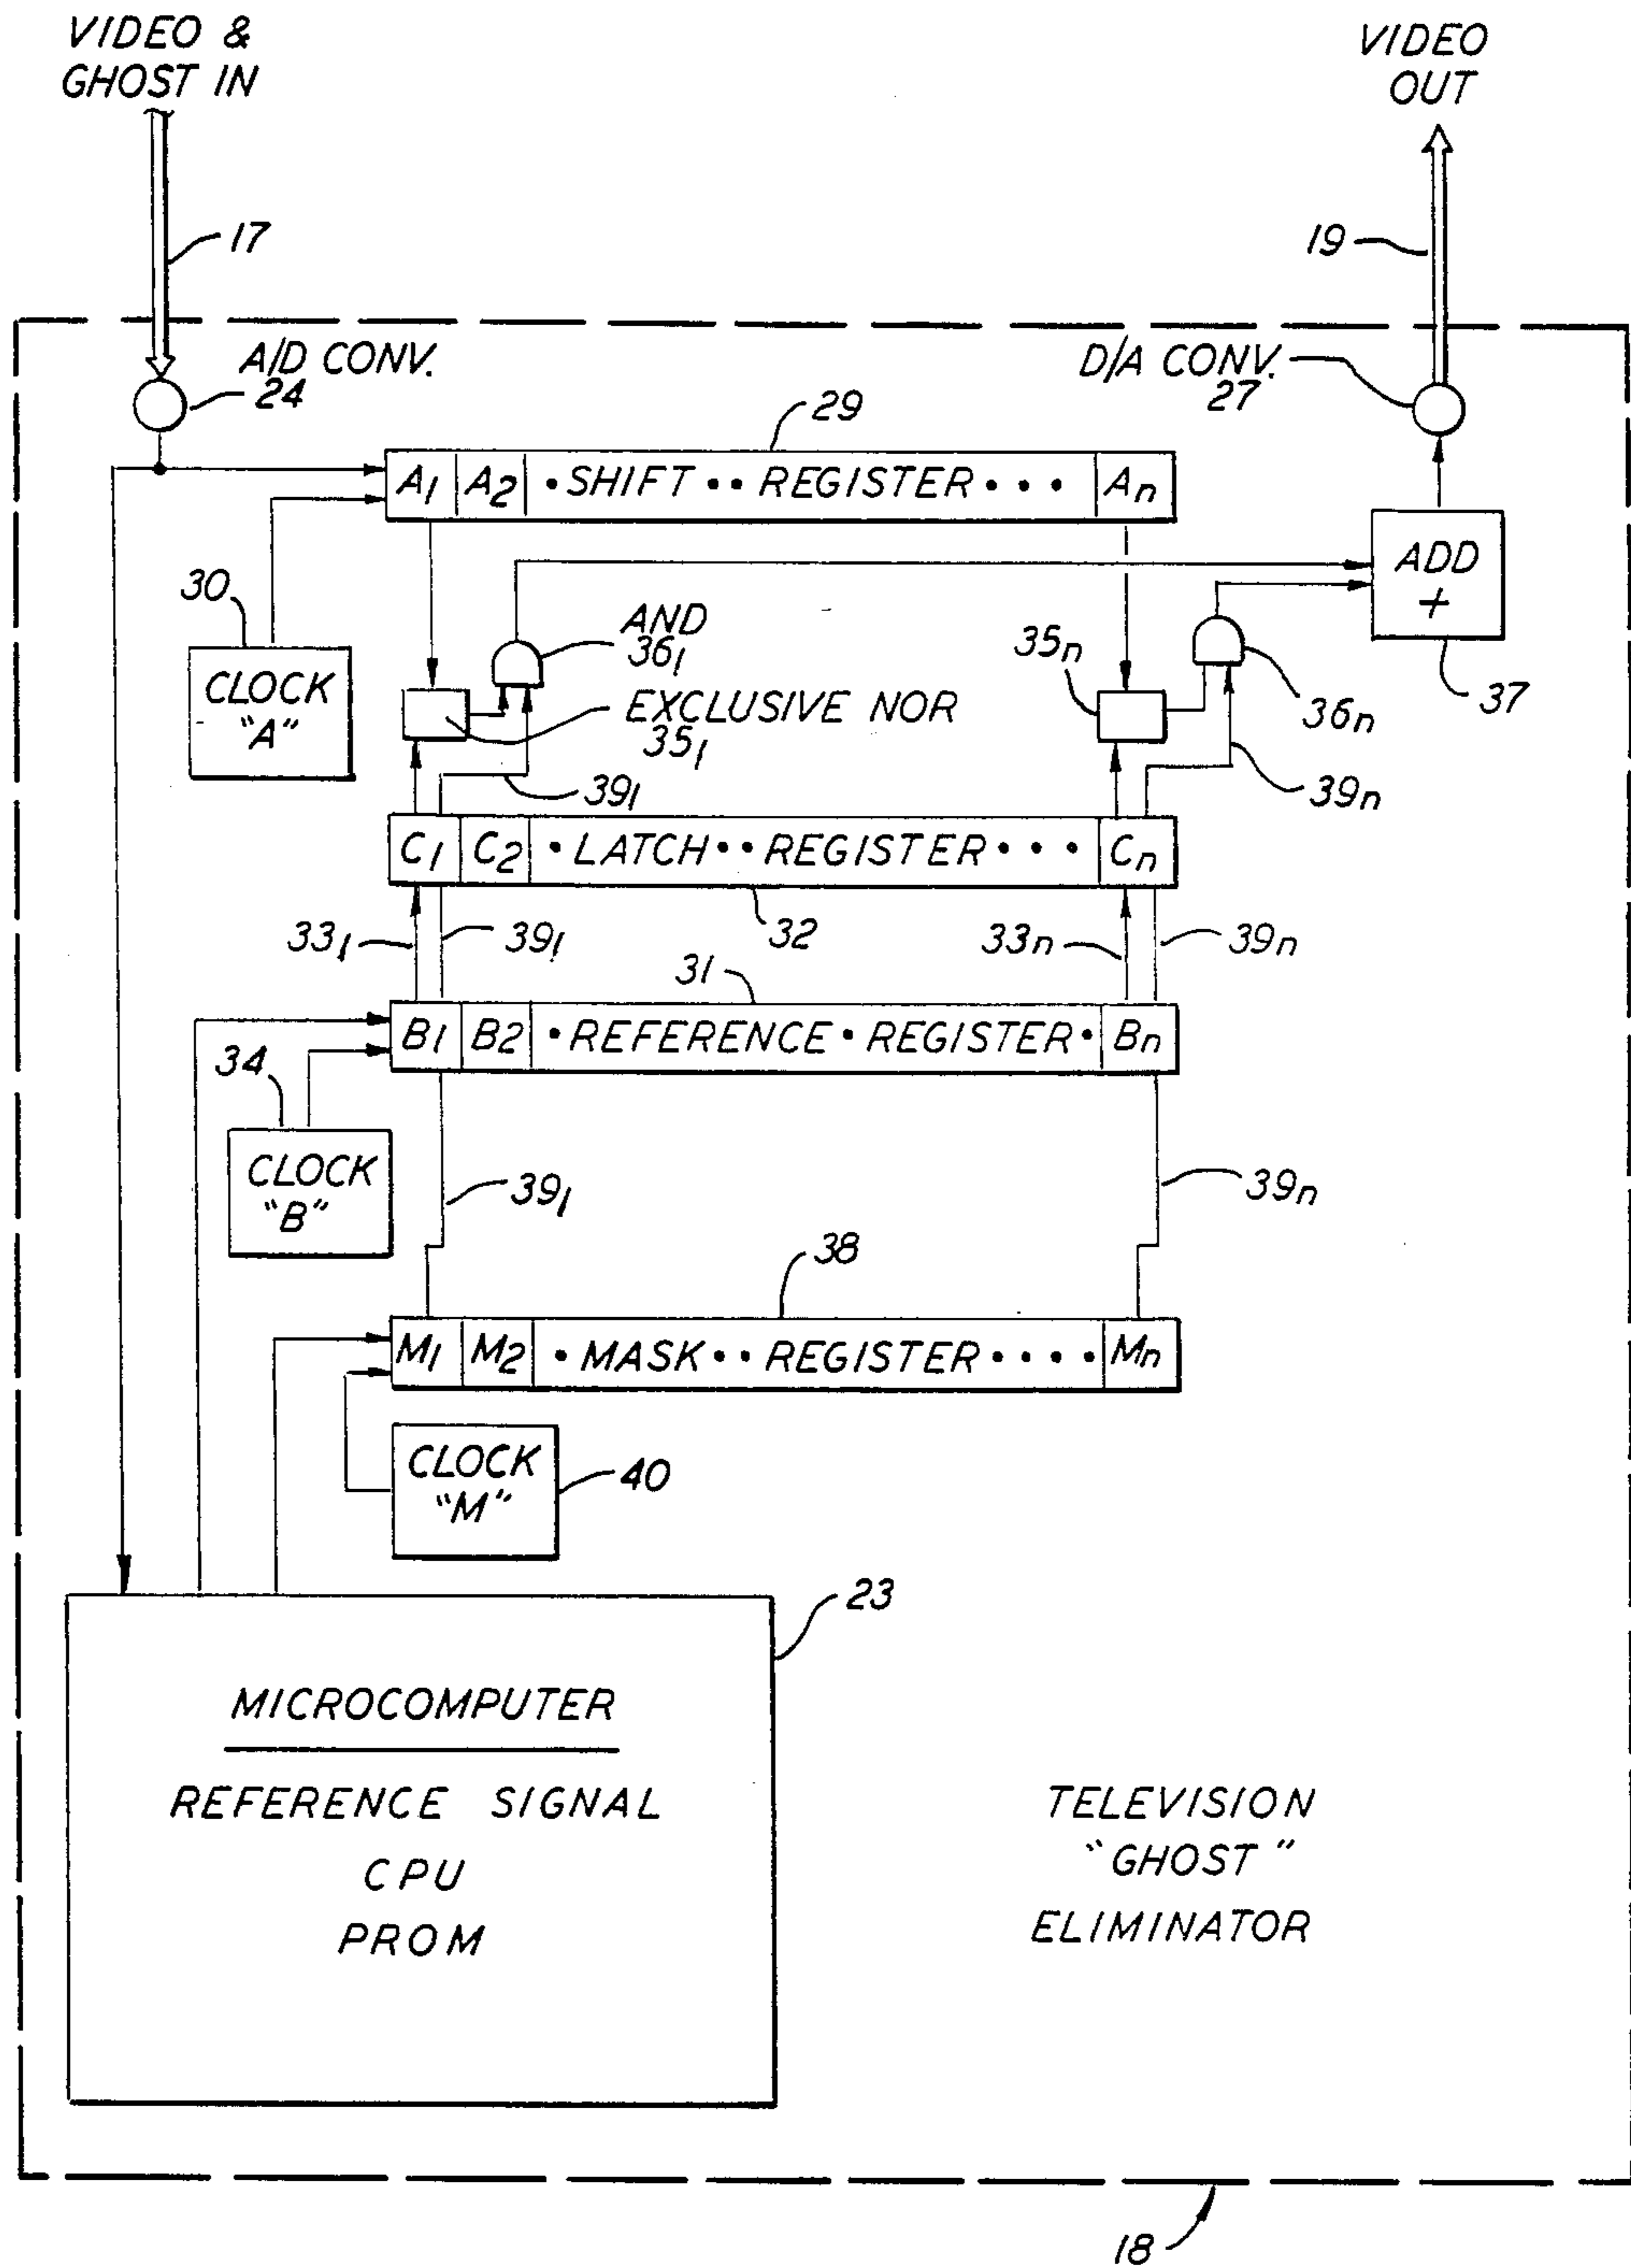 VIDEO &
GHOST IN
VIDEO
OUT
17
19
A/D CONV.
24
D/A CONV.
27
29
A1 A2 •SHIFT••REGISTER••• An
30
CLOCK
"A"
AND
361
35n
ADD
+
36n
37
EXCLUSIVE NOR
351
391
39n
C1 C2 •LATCH••REGISTER••• Cn
331
391
32
33n
39n
31
B1 B2 •REFERENCE•REGISTER• Bn
34
CLOCK
"B"
391
39n
38
M1 M2 •MASK••REGISTER•••• Mn
CLOCK
"M"
40
23
MICROCOMPUTER
REFERENCE SIGNAL
CPU
PROM
TELEVISION
"GHOST"
ELIMINATOR
18